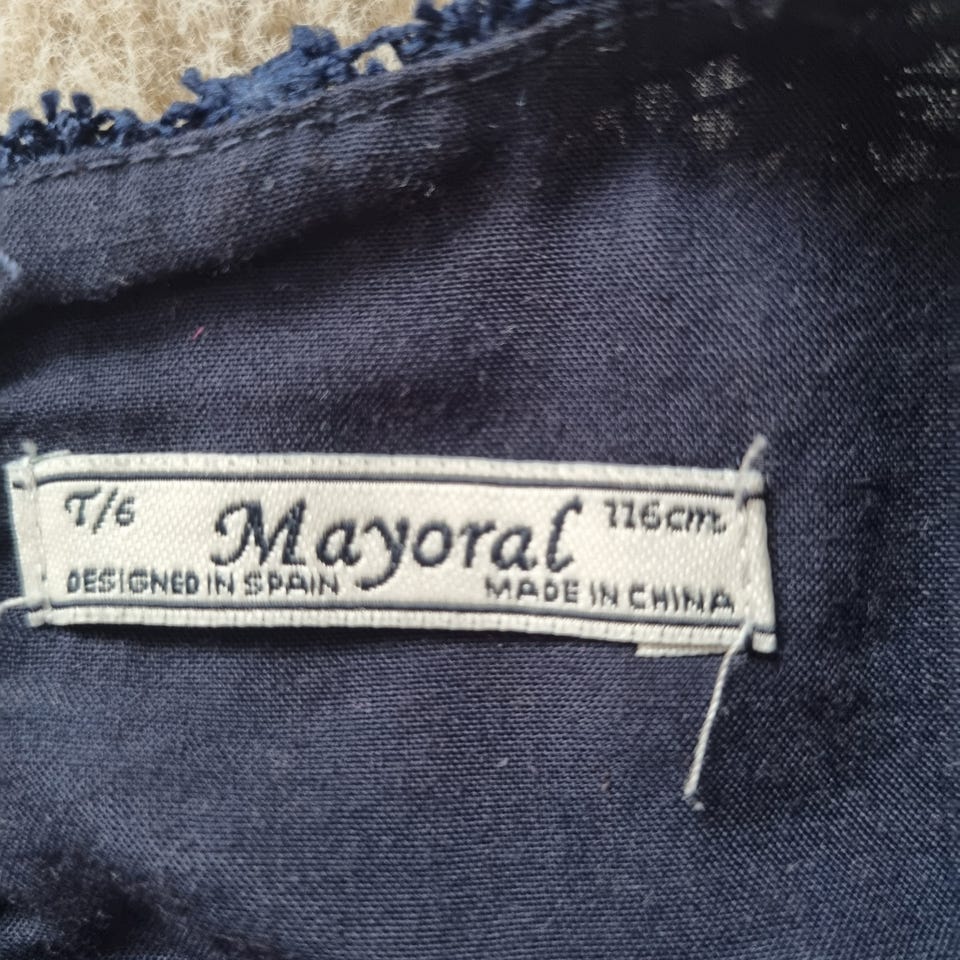 T/6 Mayoral 116cm.
DESIGNED IN SPAIN MADE IN CHINA